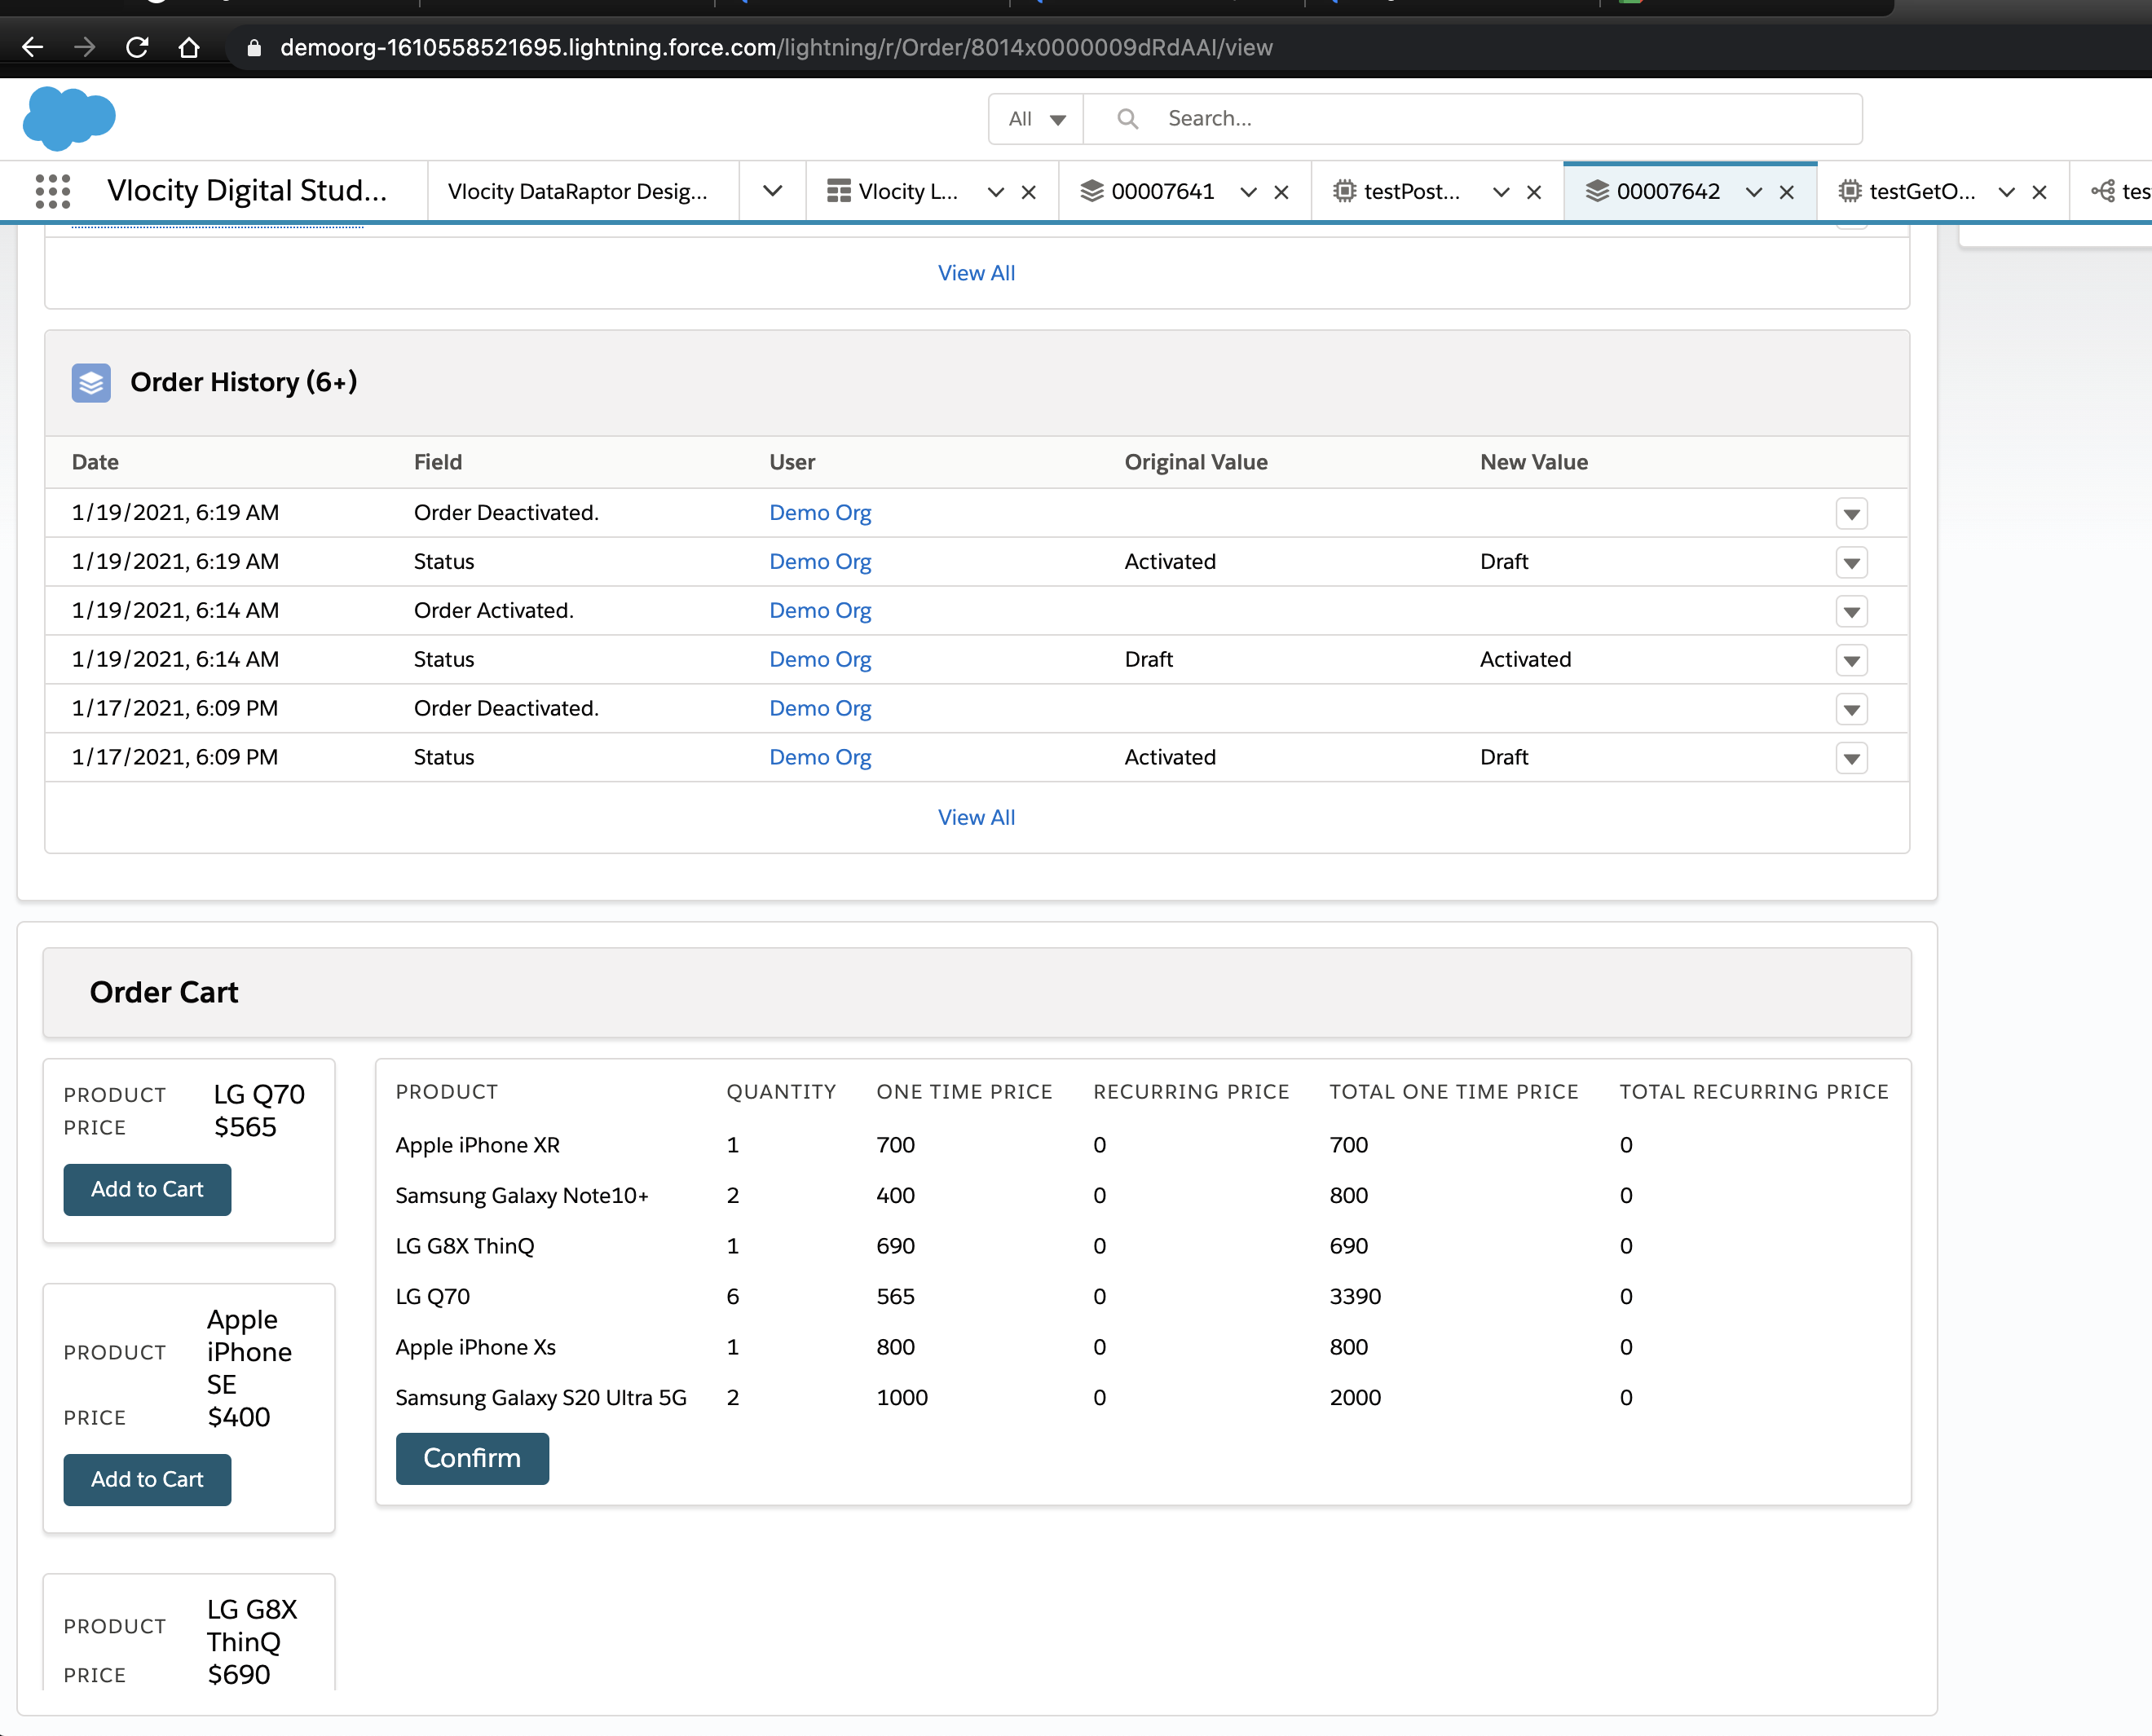 demoorg-1610558521695.lightning.force.com/lightning/r/Order/8014x0000009dRdAAI/view
All Search...
Vlocity Digital Stud... Vlocity DataRaptor Desig... Vlocity L... 00007641 testPost... 00007642 testGetO... tes
View All
Order History (6+)
Date Field User Original Value New Value
1/19/2021, 6:19 AM Order Deactivated. Demo Org
1/19/2021, 6:19 AM Status Demo Org Activated Draft
1/19/2021, 6:14 AM Order Activated. Demo Org
1/19/2021, 6:14 AM Status Demo Org Draft Activated
1/17/2021, 6:09 PM Order Deactivated. Demo Org
1/17/2021, 6:09 PM Status Demo Org Activated Draft
View All
Order Cart
PRODUCT LG Q70
PRICE $565
Add to Cart
PRODUCT Apple iPhone SE
PRICE $400
Add to Cart
PRODUCT LG G8X ThinQ
PRICE $690
PRODUCT QUANTITY ONE TIME PRICE RECURRING PRICE TOTAL ONE TIME PRICE TOTAL RECURRING PRICE
Apple iPhone XR 1 700 0 700 0
Samsung Galaxy Note10+ 2 400 0 800 0
LG G8X ThinQ 1 690 0 690 0
LG Q70 6 565 0 3390 0
Apple iPhone Xs 1 800 0 800 0
Samsung Galaxy S20 Ultra 5G 2 1000 0 2000 0
Confirm